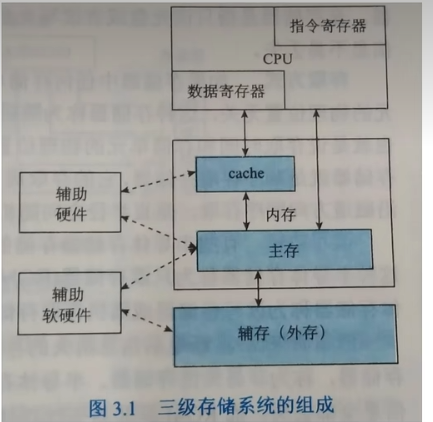 指令寄存器
CPU
数据寄存器
cache
辅助
硬件
内存
主存
辅助
软硬件
辅存（外存）
图 3.1 三级存储系统的组成